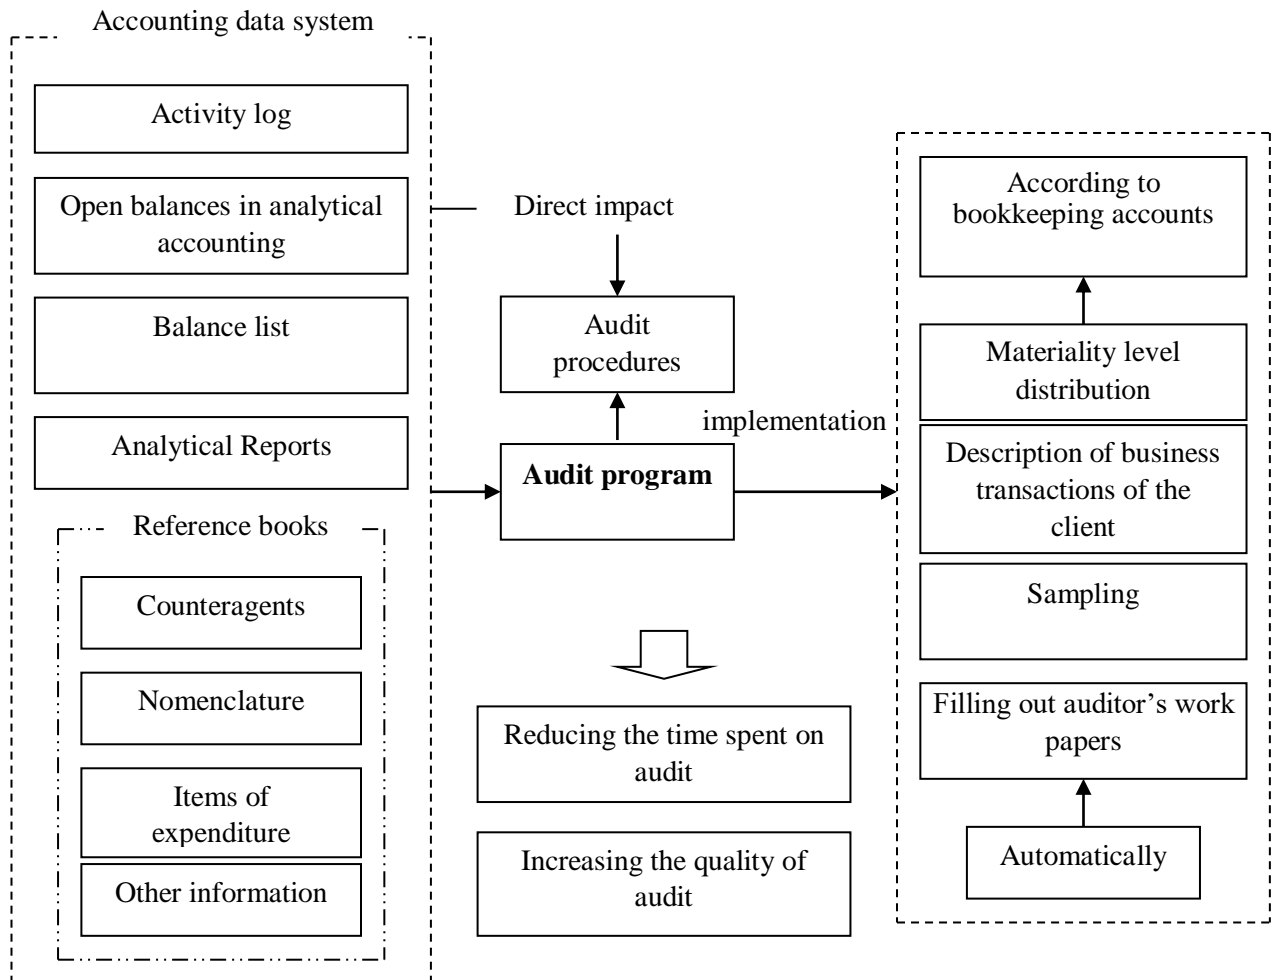 Accounting data system
Activity log
Open balances in analytical
accounting
Balance list
Analytical Reports
Reference books
Counteragents
Nomenclature
Items of
expenditure
Other information
Direct impact
Audit
procedures
implementation
Audit program
Reducing the time spent on
audit
Increasing the quality of
audit
According to
bookkeeping accounts
Materiality level
distribution
Description of business
transactions of the
client
Sampling
Filling out auditor’s work
papers
Automatically